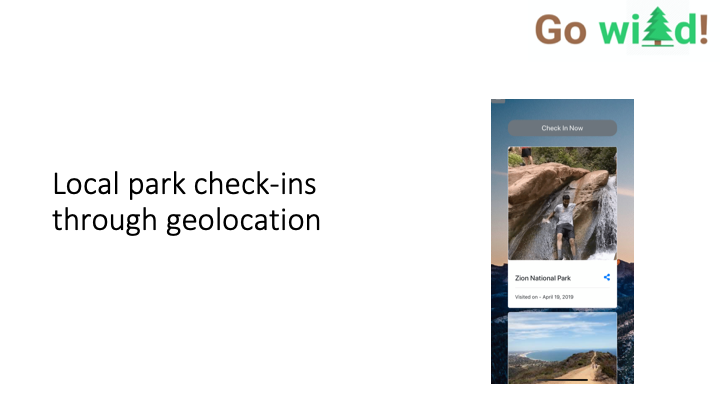 Go wild!
Local park check-ins
through geolocation
Check In Now
Zion National Park
Visited on - April 19, 2019